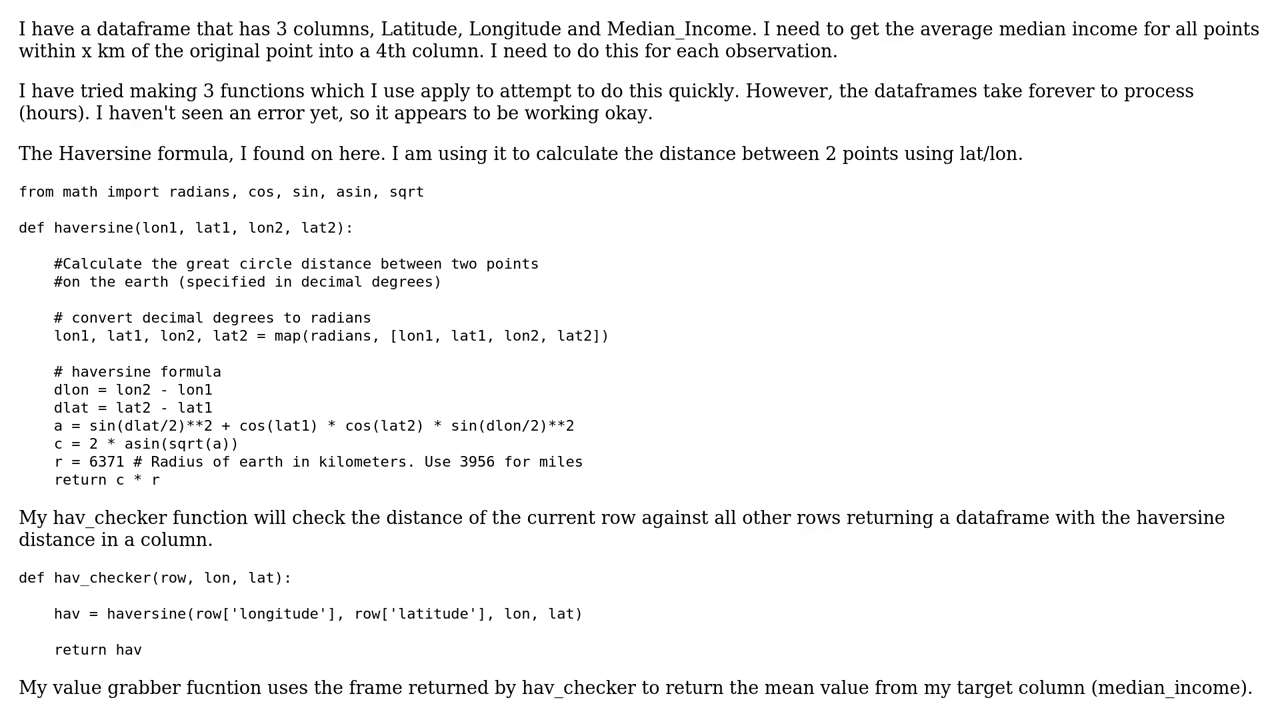 I have a dataframe that has 3 columns, Latitude, Longitude and Median_Income. I need to get the average median income for all points
within x km of the original point into a 4th column. I need to do this for each observation.
I have tried making 3 functions which I use apply to attempt to do this quickly. However, the dataframes take forever to process
(hours). I haven't seen an error yet, so it appears to be working okay.
The Haversine formula, I found on here. I am using it to calculate the distance between 2 points using lat/lon.
from math import radians, cos, sin, asin, sqrt
def haversine(lon1, lat1, lon2, lat2):
    #Calculate the great circle distance between two points
    #on the earth (specified in decimal degrees)
    # convert decimal degrees to radians
    lon1, lat1, lon2, lat2 = map(radians, [lon1, lat1, lon2, lat2])
    # haversine formula
    dlon = lon2 - lon1
    dlat = lat2 - lat1
    a = sin(dlat/2)**2 + cos(lat1) * cos(lat2) * sin(dlon/2)**2
    c = 2 * asin(sqrt(a))
    r = 6371 # Radius of earth in kilometers. Use 3956 for miles
    return c * r
My hav_checker function will check the distance of the current row against all other rows returning a dataframe with the haversine
distance in a column.
def hav_checker(row, lon, lat):
    hav = haversine(row['longitude'], row['latitude'], lon, lat)
    return hav
My value grabber fucntion uses the frame returned by hav_checker to return the mean value from my target column (median_income).